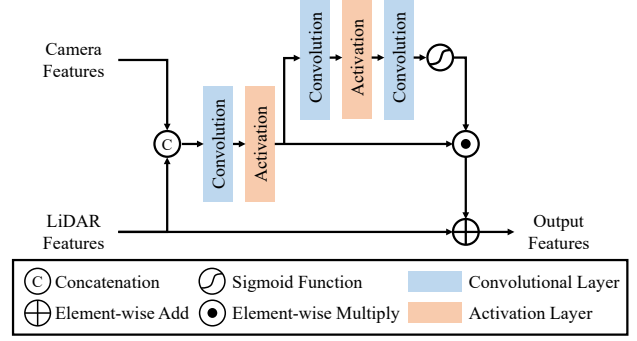 Camera
Features
Convolution
Activation
Convolution
C
Convolution
Activation
LiDAR
Features
Output
Features
C Concatenation
Sigmoid Function
Convolutional Layer
Element-wise Add
Element-wise Multiply
Activation Layer